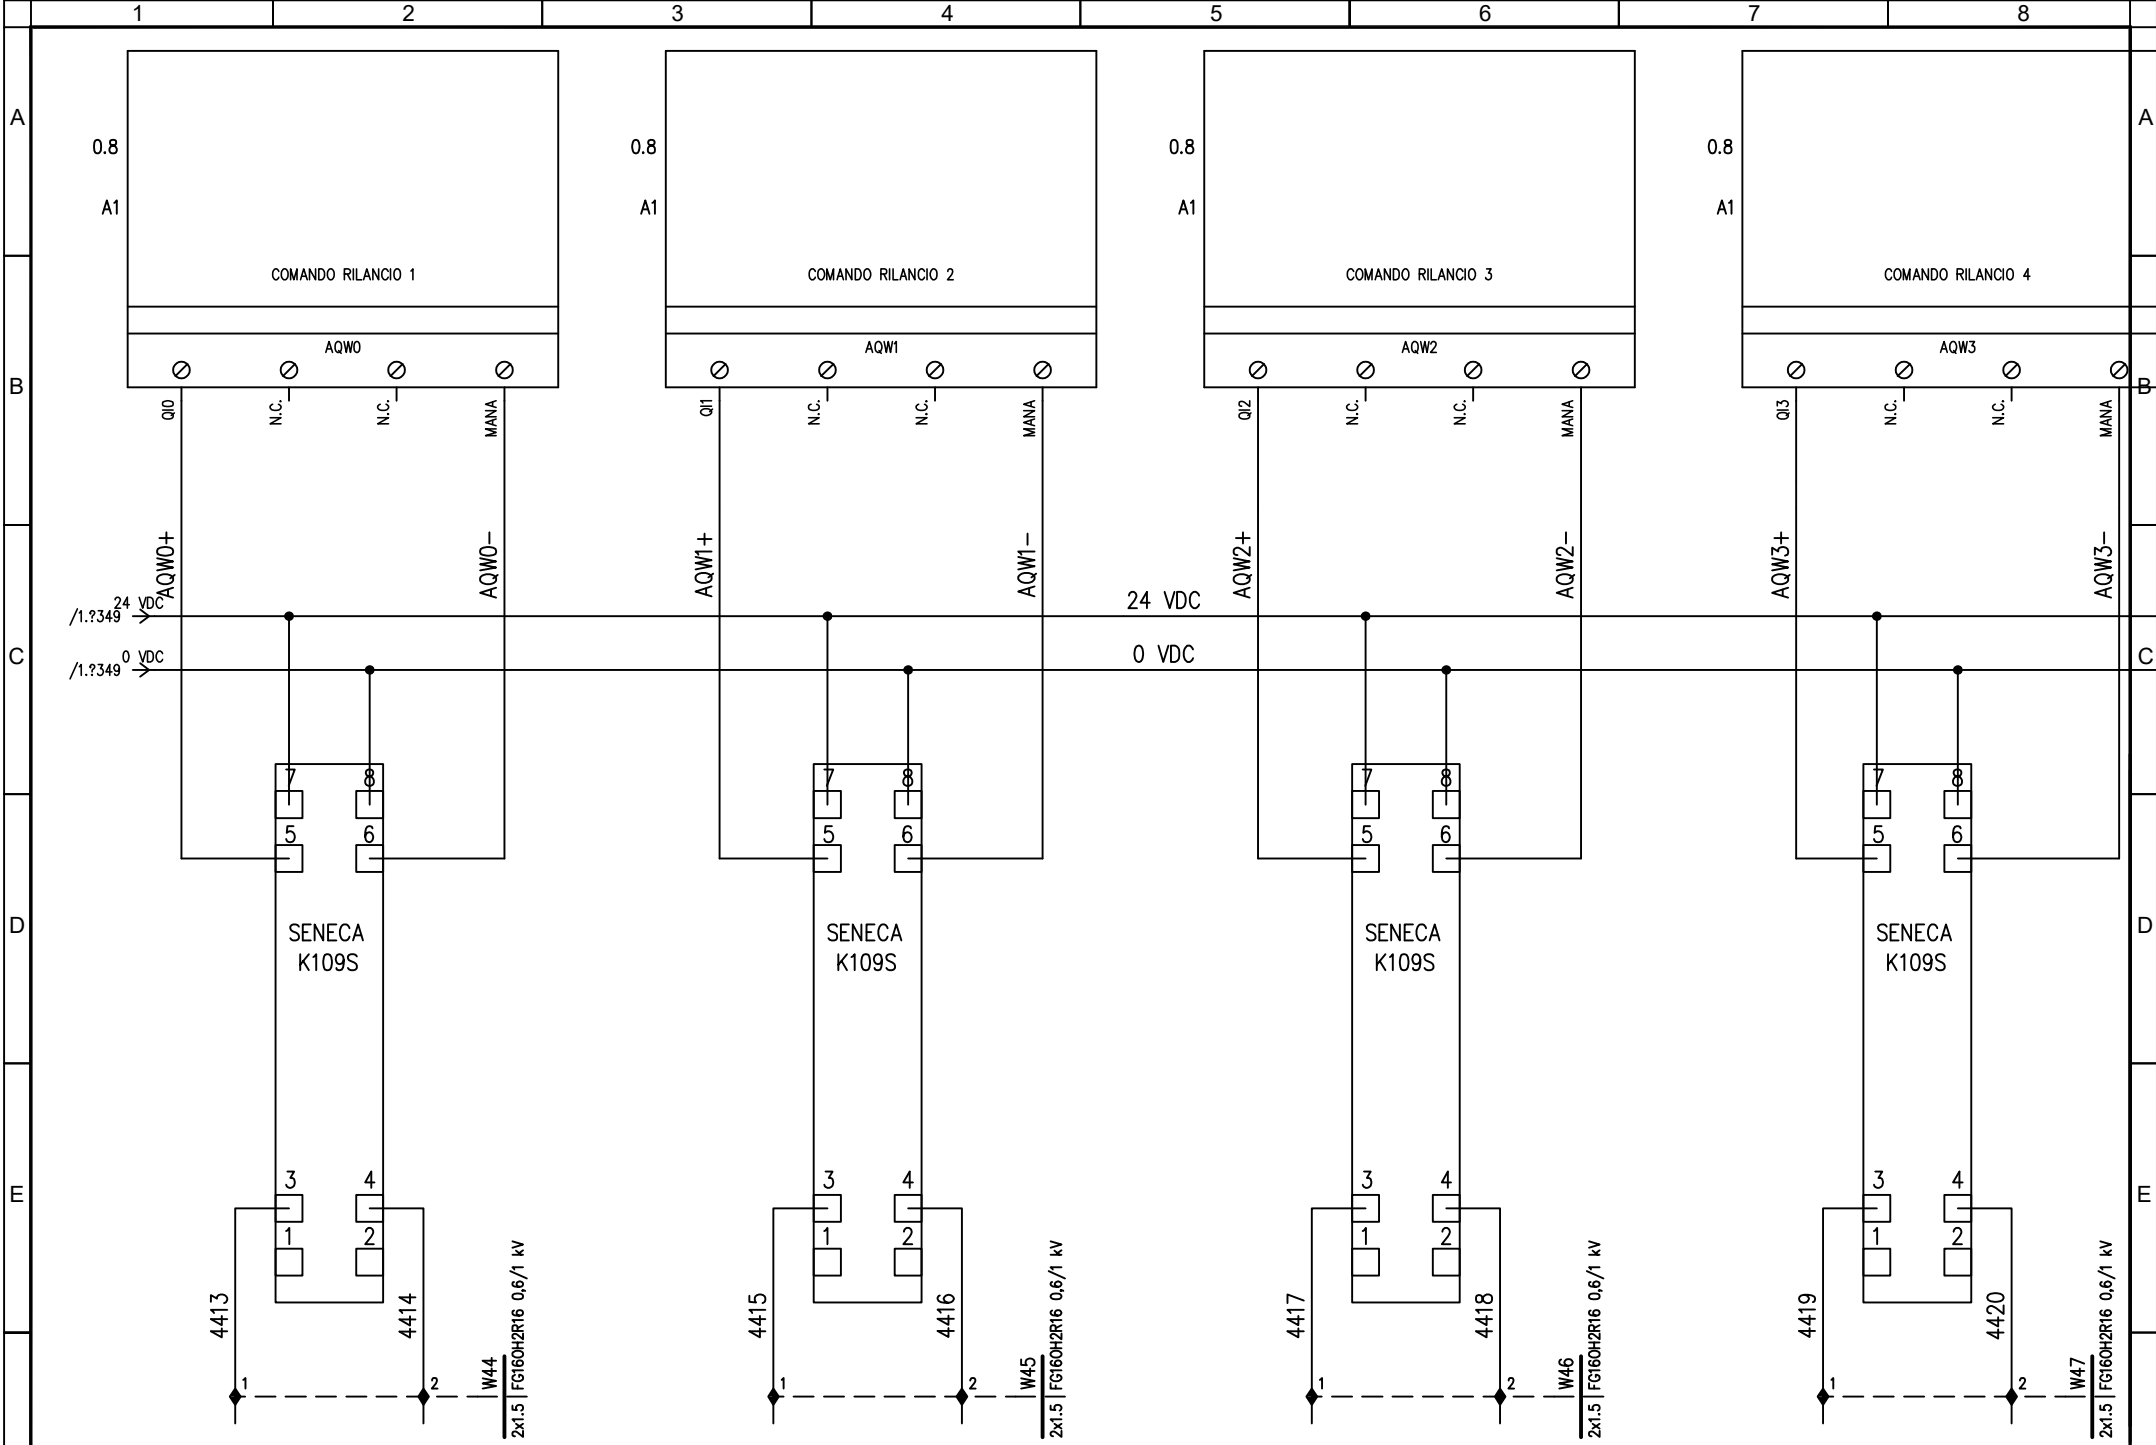 1 2 3 4 5 6 7 8
A A
0.8 0.8 0.8 0.8
A1 A1 A1 A1
COMANDO RILANCIO 1 COMANDO RILANCIO 2 COMANDO RILANCIO 3 COMANDO RILANCIO 4
AQW0 AQW1 AQW2 AQW3
B B
QI0 N.C. N.C. MANA QI1 N.C. N.C. MANA QI2 N.C. N.C. MANA QI3 N.C. N.C. MANA
AQW0+ AQW0- AQW1+ AQW1- AQW2+ AQW2- AQW3+ AQW3-
24 VDC 24 VDC
/1.?349
C C
0 VDC 0 VDC
/1.?349
7 8 7 8 7 8 7 8
5 6 5 6 5 6 5 6
D D
SENECA SENECA SENECA SENECA
K109S K109S K109S K109S
3 4 3 4 3 4 3 4
E E
1 2 1 2 1 2 1 2
4413 4414 4415 4416 4417 4418 4419 4420
W44 W45 W46 W47
2x1.5 FG16OH2R16 0,6/1 kV 2x1.5 FG16OH2R16 0,6/1 kV 2x1.5 FG16OH2R16 0,6/1 kV 2x1.5 FG16OH2R16 0,6/1 kV
1 2 1 2 1 2 1 2